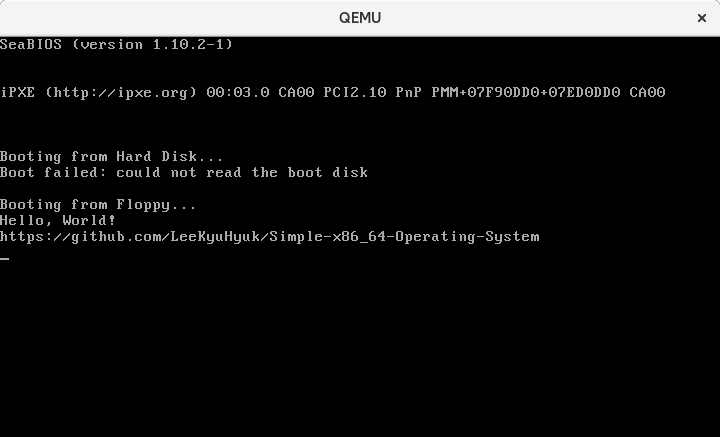 QEMU
SeaBIOS (version 1.10.2-1)
iPXE (http://ipxe.org) 00:03.0 CA00 PCI2.10 PnP PMM+07F90DD0+07ED0DD0 CA00
Booting from Hard Disk...
Boot failed: could not read the boot disk
Booting from Floppy...
Hello, World!
https://github.com/LeeKyuHyuk/Simple-x86_64-Operating-System